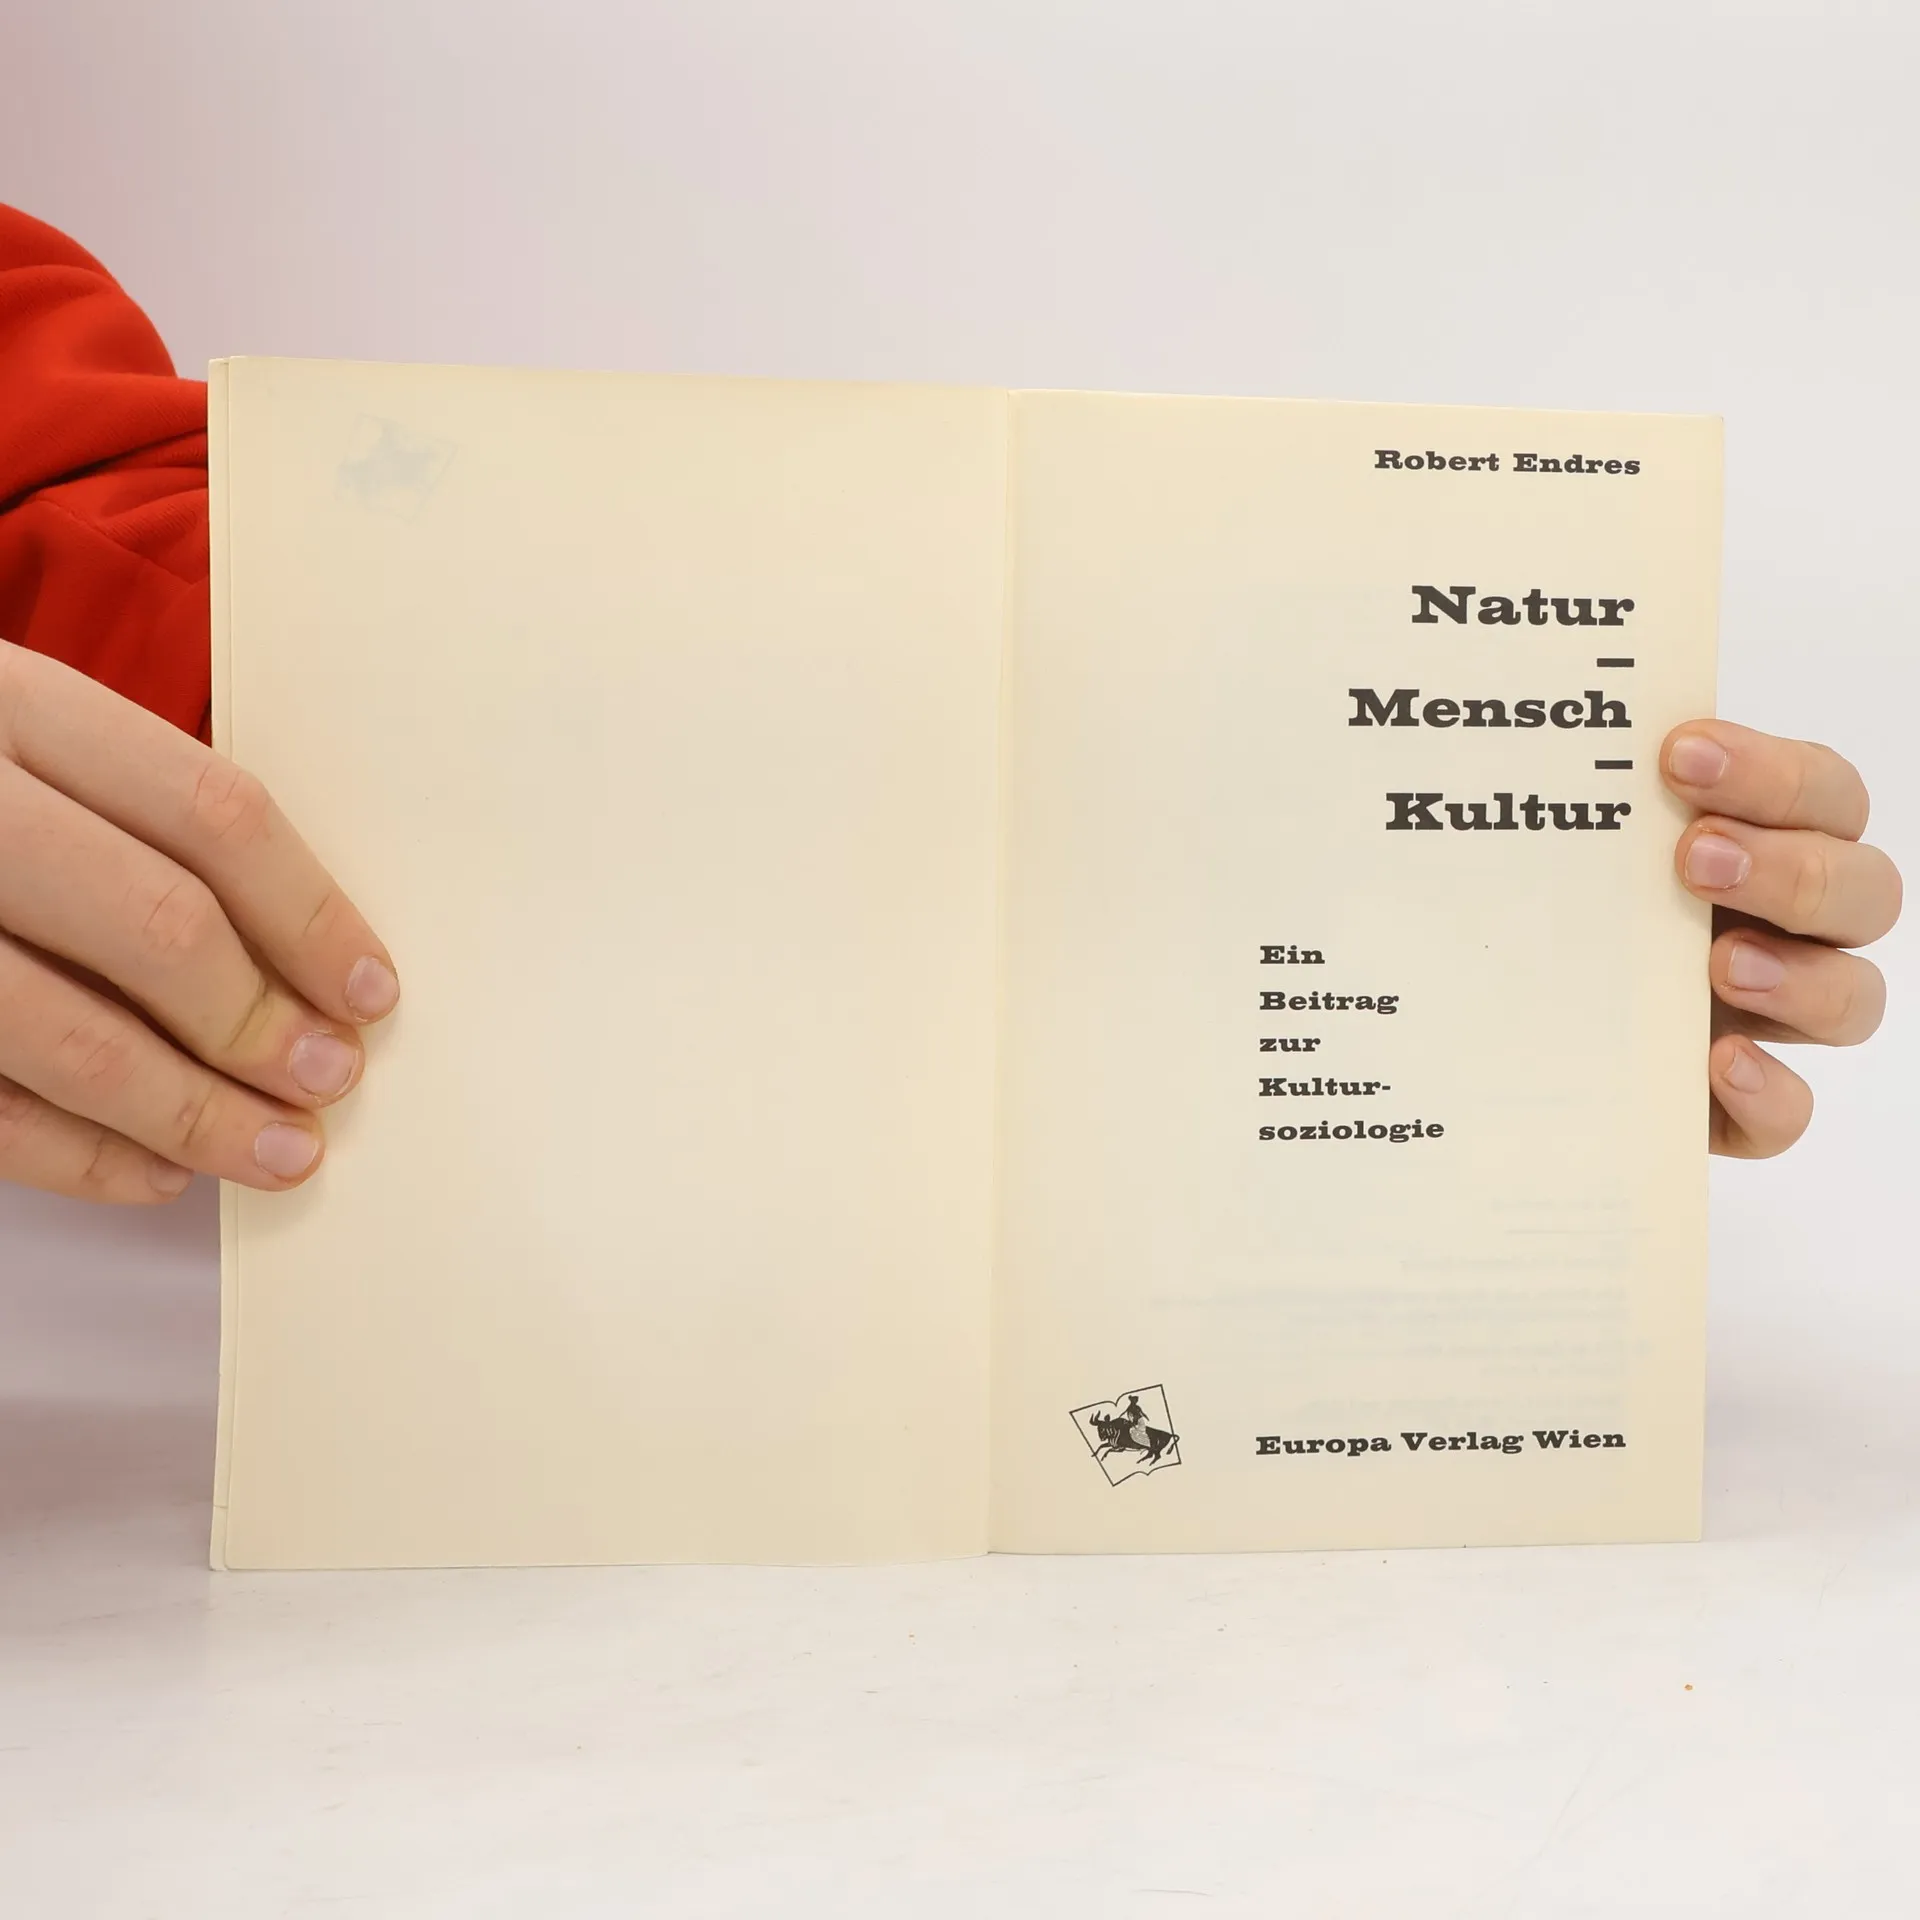 Robert Endres
Natur
–
Mensch
–
Kultur
Ein
Beitrag
zur
Kultur-
soziologie
Europa Verlag Wien